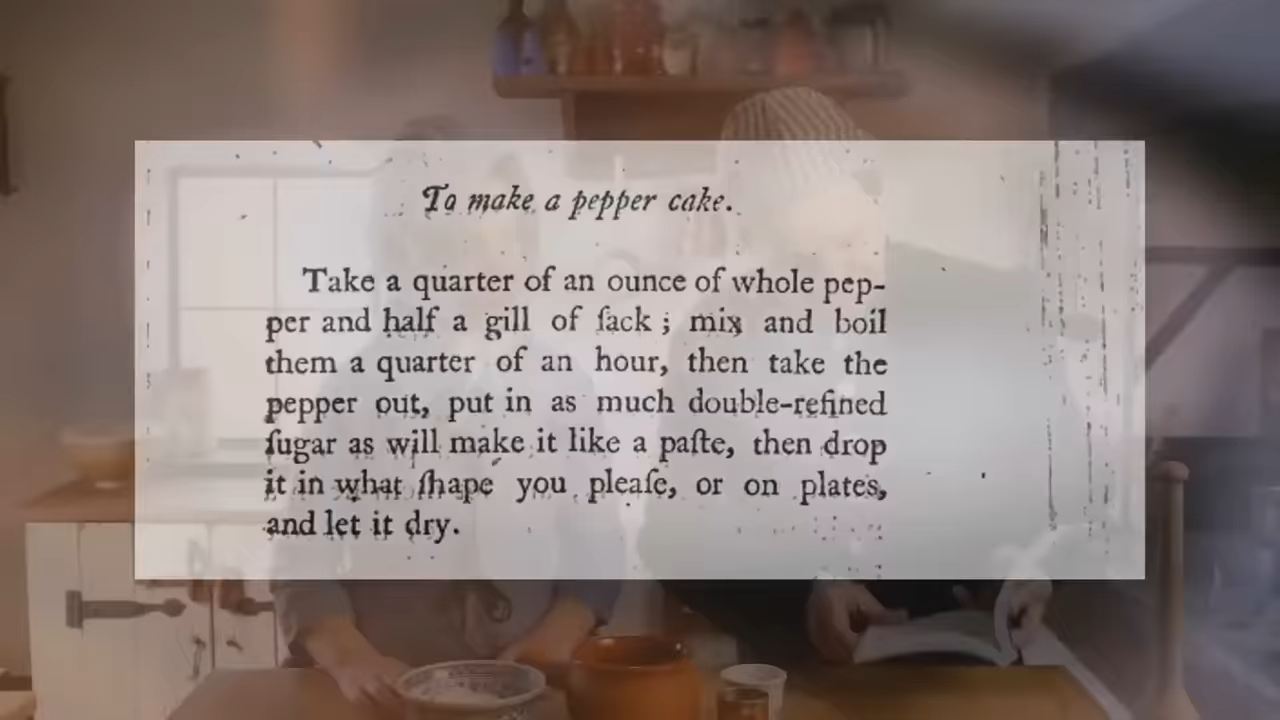 To make a pepper cake.
Take a quarter of an ounce of whole pep-
per and half a gill of ſack ; mix and boil
them a quarter of an hour, then take the
pepper out, put in as much double-refined
ſugar as will make it like a paſte, then drop
it in what ſhape you pleaſe, or on plates,
and let it dry.